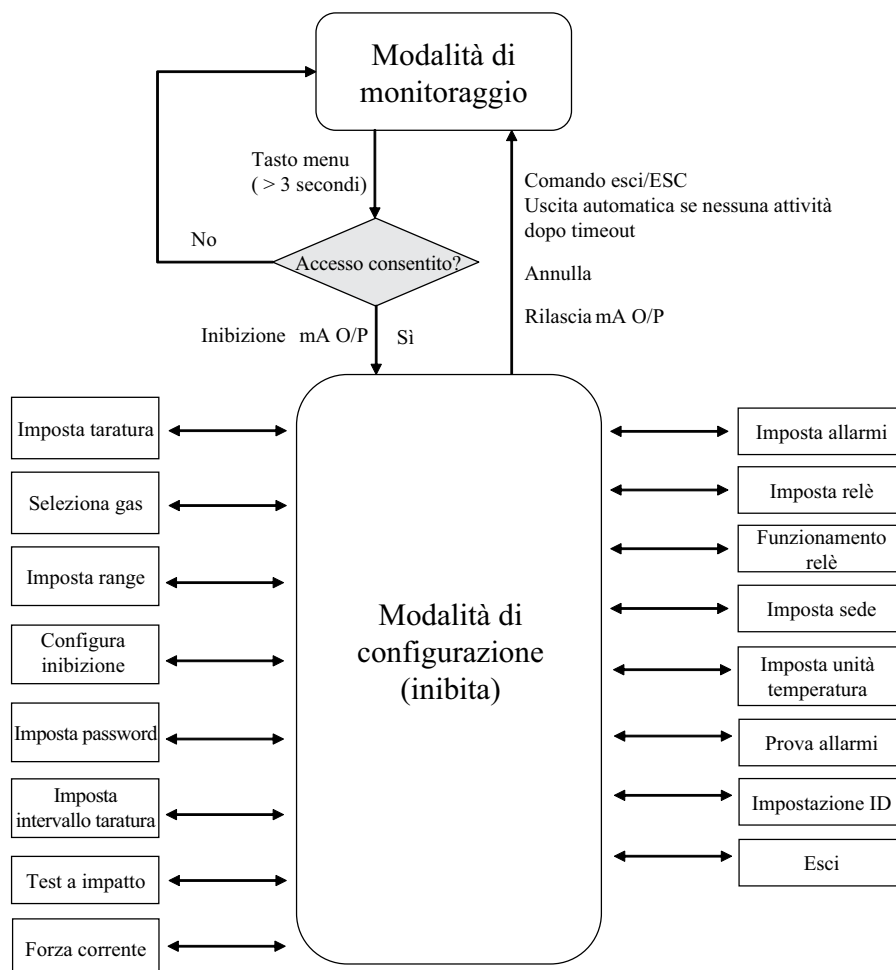 Modalità di
monitoraggio
Tasto menu
( > 3 secondi)
Comando esci/ESC
Uscita automatica se nessuna attività
dopo timeout
No
Accesso consentito?
Annulla
Rilascia mA O/P
Inibizione mA O/P
Sì
Modalità di
configurazione
(inibita)
Imposta taratura
Seleziona gas
Imposta range
Configura
inibizione
Imposta password
Imposta
intervallo taratura
Test a impatto
Forza corrente
Imposta allarmi
Imposta relè
Funzionamento
relè
Imposta sede
Imposta unità
temperatura
Prova allarmi
Impostazione ID
Esci